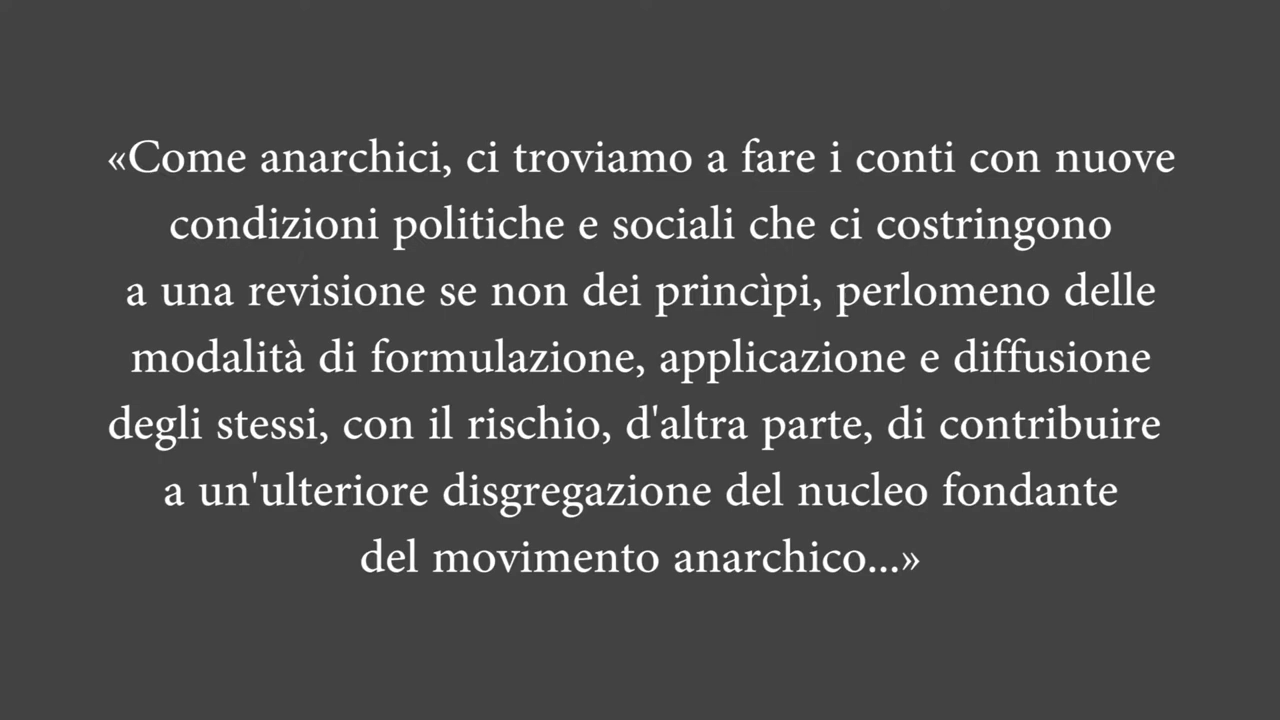 «Come anarchici, ci troviamo a fare i conti con nuove
condizioni politiche e sociali che ci costringono
a una revisione se non dei princìpi, perlomeno delle
modalità di formulazione, applicazione e diffusione
degli stessi, con il rischio, d'altra parte, di contribuire
a un'ulteriore disgregazione del nucleo fondante
del movimento anarchico...»